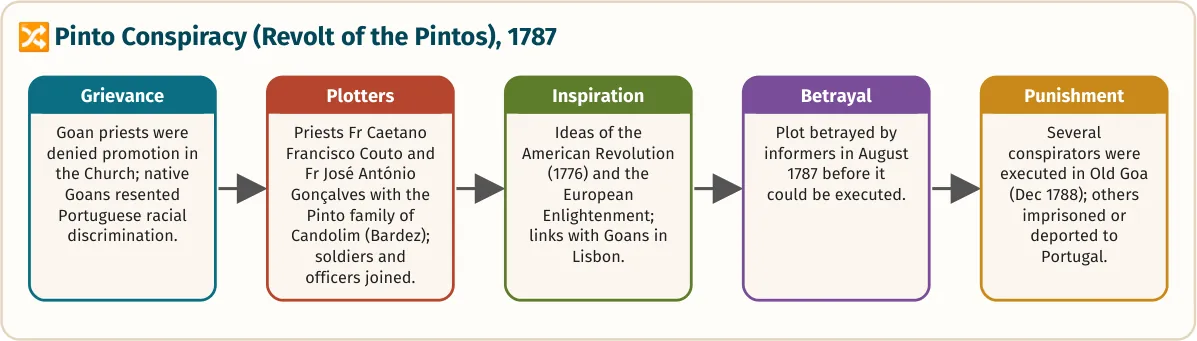 Pinto Conspiracy (Revolt of the Pintos), 1787
Grievance
Goan priests were
denied promotion in
the Church; native
Goans resented
Portuguese racial
discrimination.
Plotters
Priests Fr Caetano
Francisco Couto and
Fr José António
Gonçalves with the
Pinto family of
Candolim (Bardez);
soldiers and
officers joined.
Inspiration
Ideas of the
American Revolution
(1776) and the
European
Enlightenment;
links with Goans in
Lisbon.
Betrayal
Plot betrayed by
informers in August
1787 before it
could be executed.
Punishment
Several
conspirators were
executed in Old Goa
(Dec 1788); others
imprisoned or
deported to
Portugal.